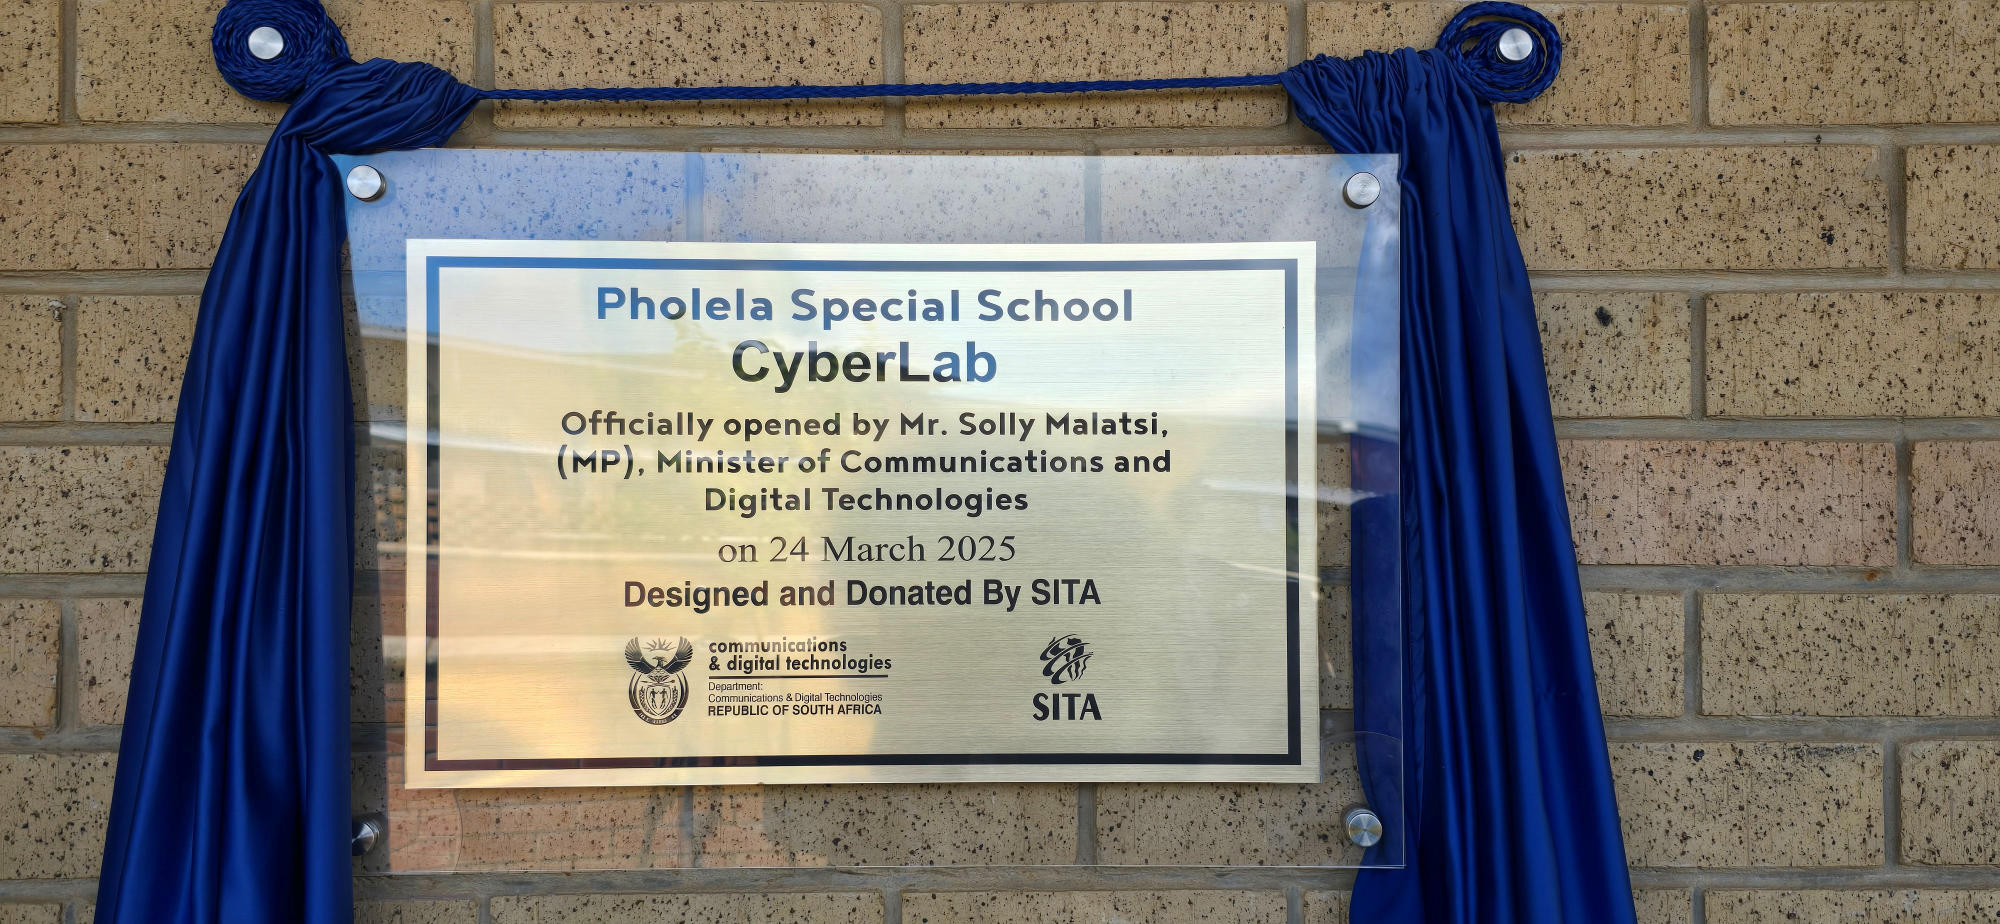 Pholela Special School
CyberLab
Officially opened by Mr. Solly Malatsi,
(MP), Minister of Communications and
Digital Technologies
on 24 March 2025
Designed and Donated By SITA
communications
& digital technologies
Department:
Communications & Digital Technologies
REPUBLIC OF SOUTH AFRICA
SITA